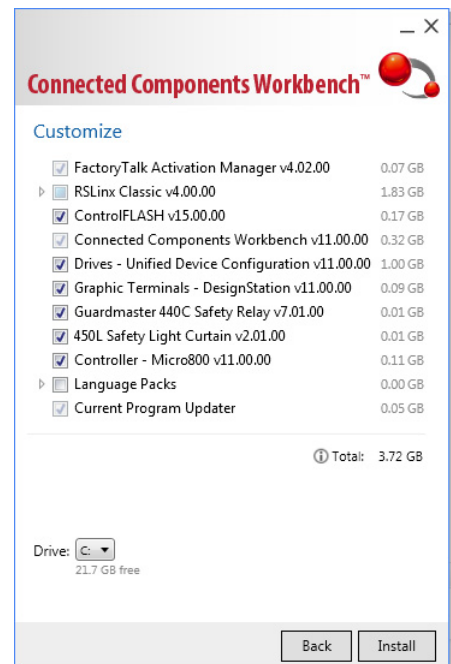 Connected Components Workbench™
Customize
FactoryTalk Activation Manager v4.02.00 0.07 GB
RSLinx Classic v4.00.00 1.83 GB
ControlFLASH v15.00.00 0.17 GB
Connected Components Workbench v11.00.00 0.32 GB
Drives - Unified Device Configuration v11.00.00 1.00 GB
Graphic Terminals - DesignStation v11.00.00 0.09 GB
Guardmaster 440C Safety Relay v7.01.00 0.01 GB
450L Safety Light Curtain v2.01.00 0.01 GB
Controller - Micro800 v11.00.00 0.11 GB
Language Packs 0.00 GB
Current Program Updater 0.05 GB
Total: 3.72 GB
Drive: C:
21.7 GB free
Back Install